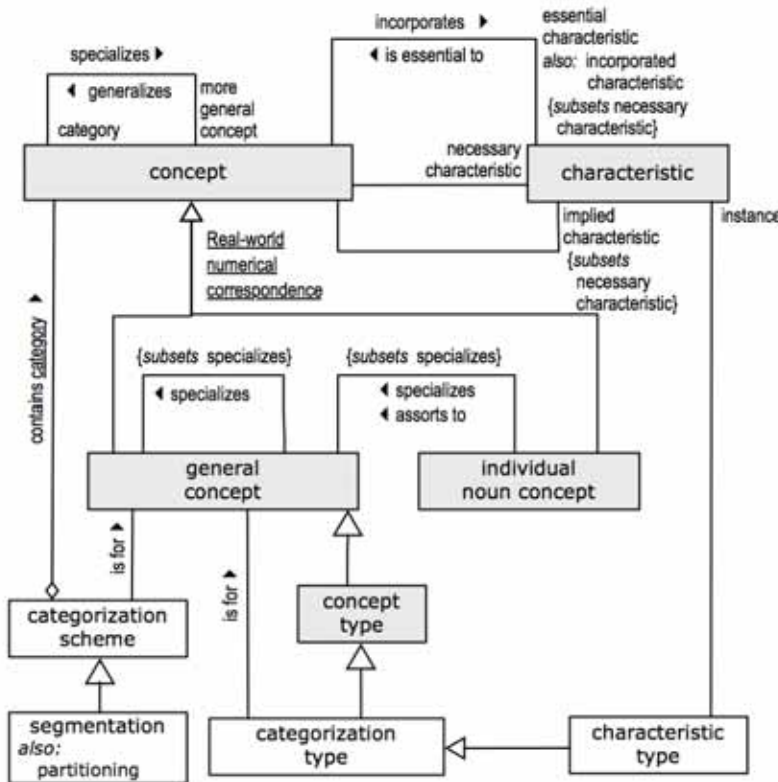 incorporates ►
◄ is essential to
essential
characteristic
also: incorporated
characteristic
{subsets necessary
characteristic}
specializes ►
◄ generalizes
category
more
general
concept
concept
necessary
characteristic
characteristic
Real-world
numerical
correspondence
implied
characteristic
{subsets
necessary
characteristic}
instance
contains category ►
{subsets specializes}
◄ specializes
{subsets specializes}
◄ specializes
◄ assorts to
general
concept
individual
noun concept
is for ►
is for ►
categorization
scheme
concept
type
segmentation
also:
partitioning
categorization
type
characteristic
type